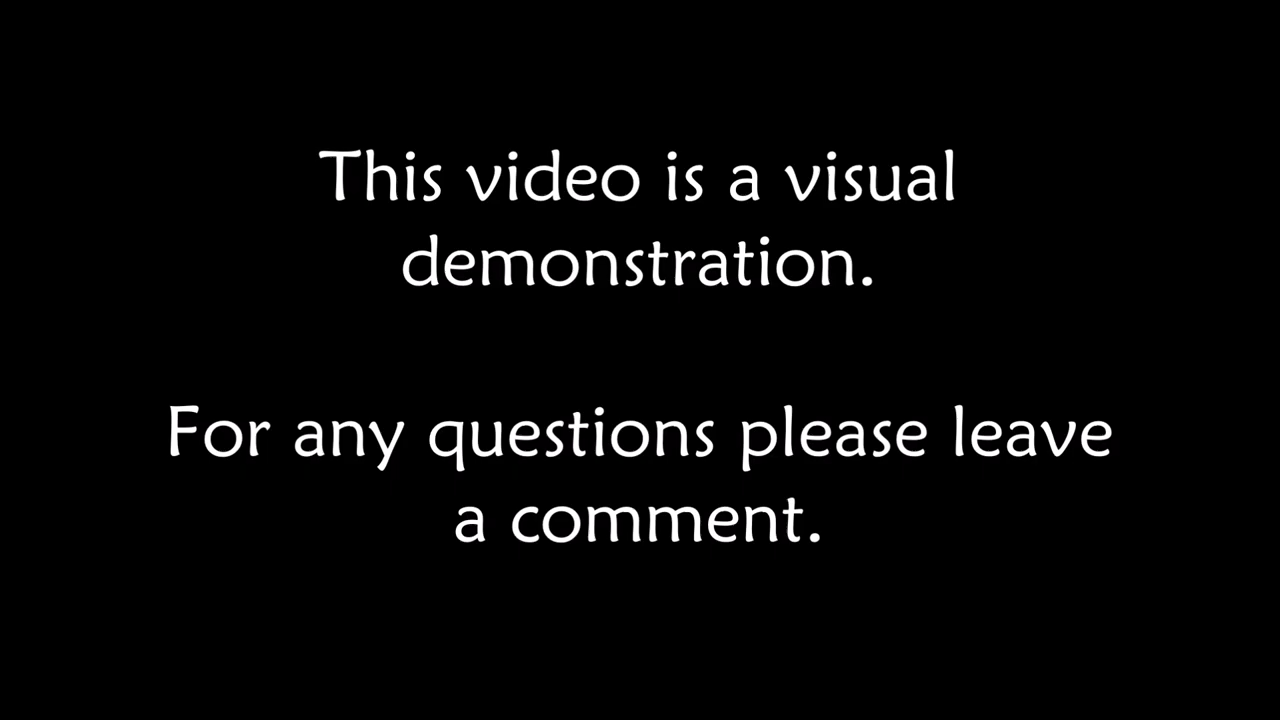 This video is a visual
demonstration.
For any questions please leave
a comment.